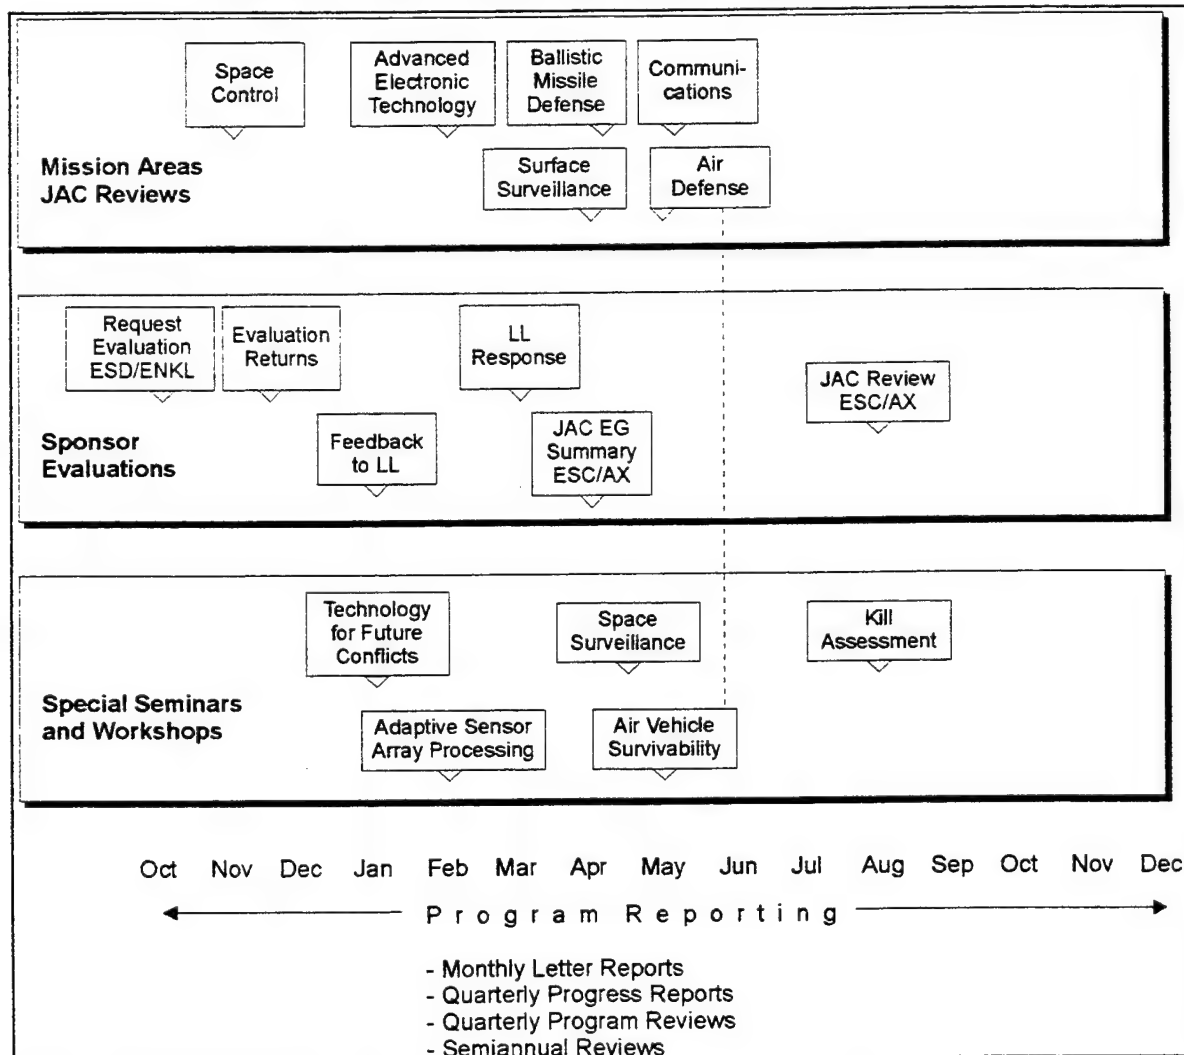 Space
Control
Advanced
Electronic
Technology
Ballistic
Missile
Defense
Communi-
cations
Mission Areas
JAC Reviews
Surface
Surveillance
Air
Defense
Request
Evaluation
ESD/ENKL
Evaluation
Returns
LL
Response
JAC Review
ESC/AX
Sponsor
Evaluations
Feedback
to LL
JAC EG
Summary
ESC/AX
Technology
for Future
Conflicts
Space
Surveillance
Kill
Assessment
Special Seminars
and Workshops
Adaptive Sensor
Array Processing
Air Vehicle
Survivability
Oct Nov Dec Jan Feb Mar Apr May Jun Jul Aug Sep Oct Nov Dec
Program Reporting
- Monthly Letter Reports
- Quarterly Progress Reports
- Quarterly Program Reviews
- Semiannual Reviews